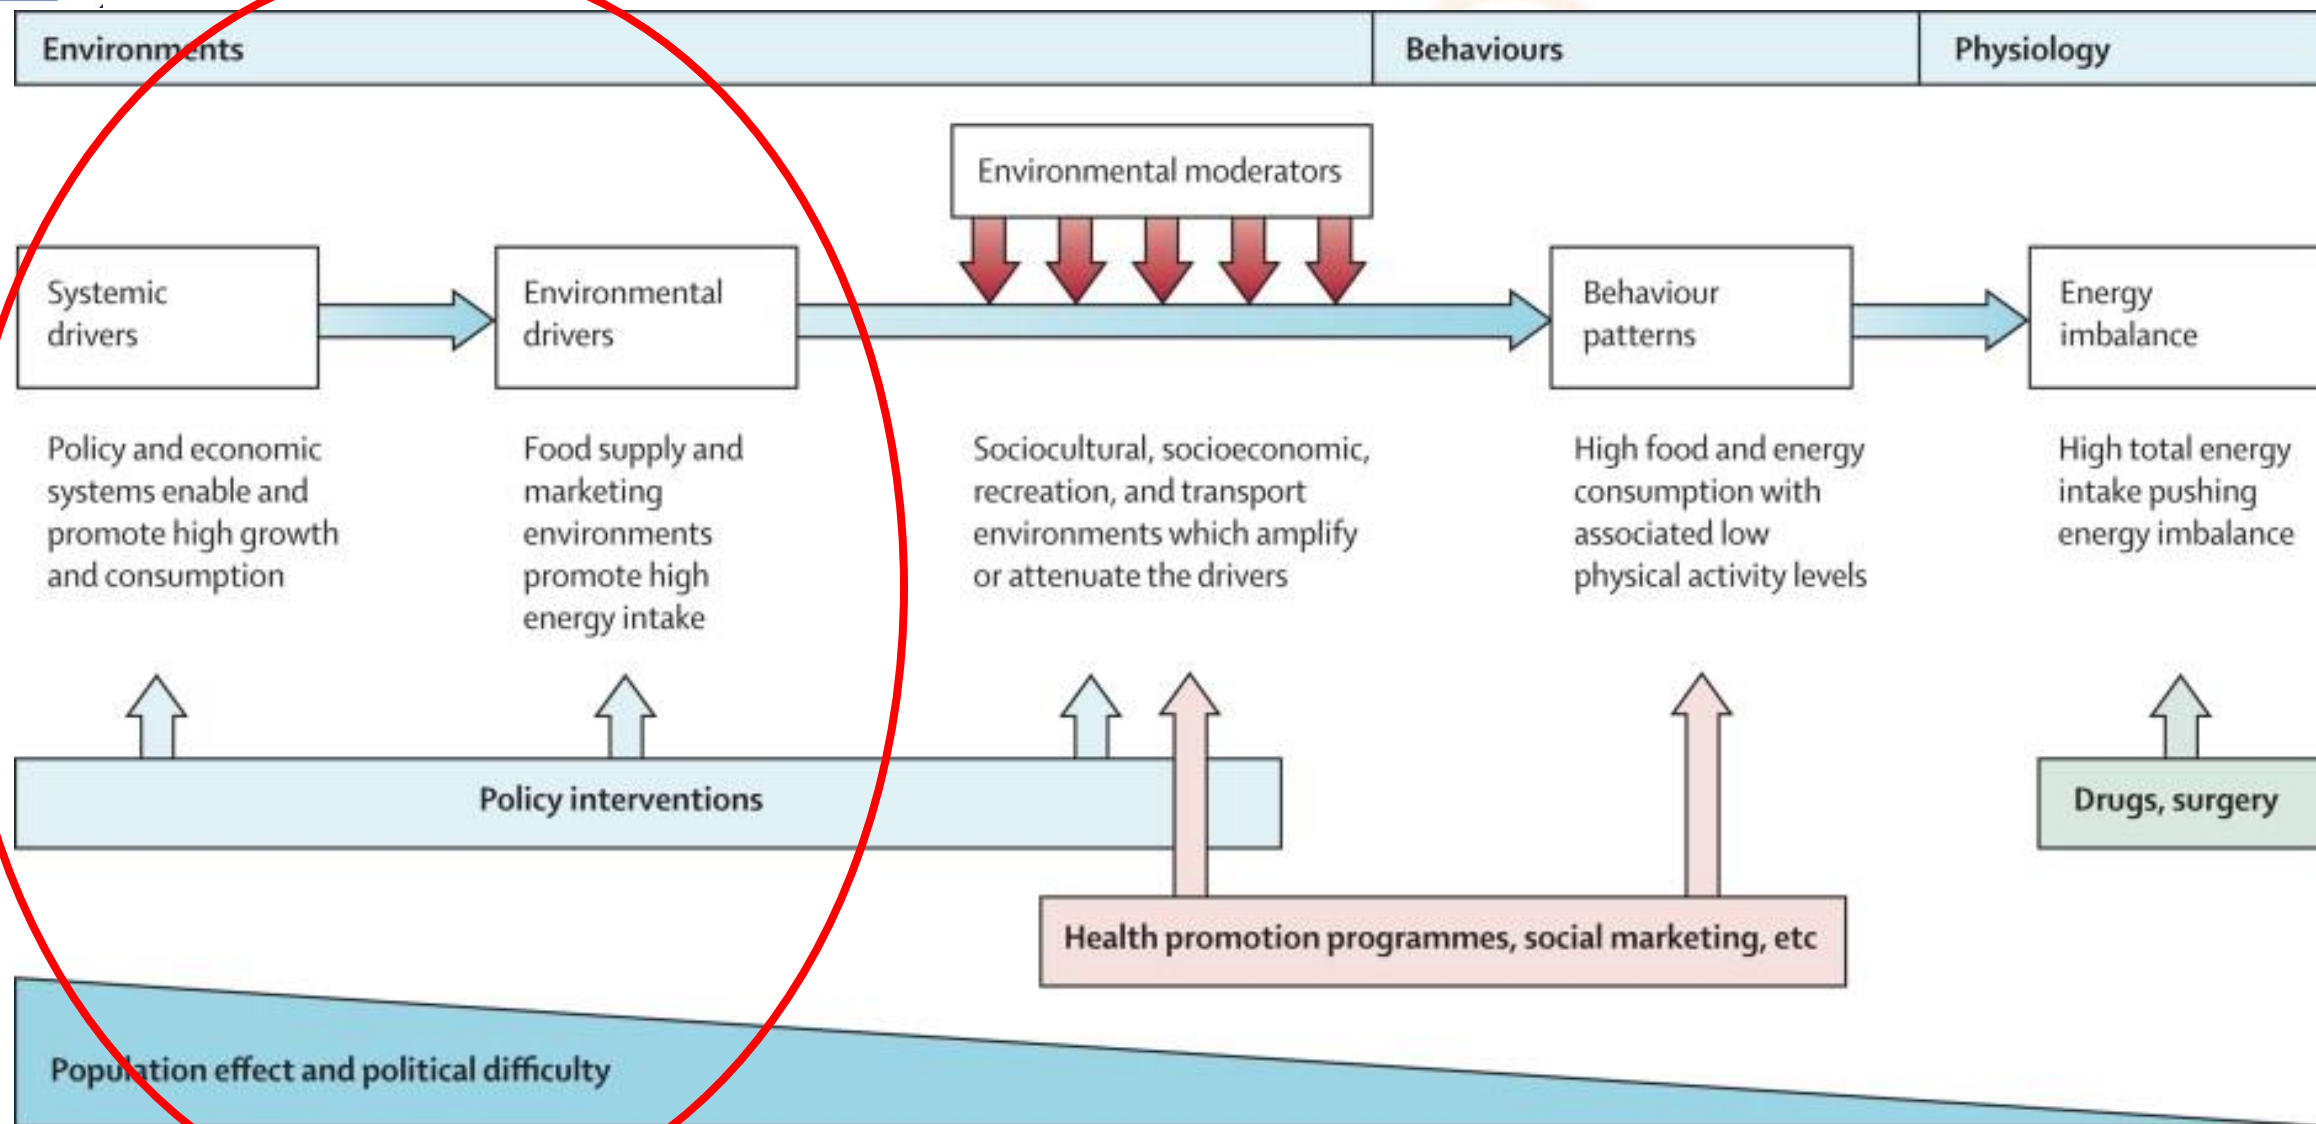 Environments
Behaviours
Physiology
Environmental moderators
Systemic
drivers
Environmental
drivers
Behaviour
patterns
Energy
imbalance
Policy and economic
systems enable and
promote high growth
and consumption
Food supply and
marketing
environments
promote high
energy intake
Sociocultural, socioeconomic,
recreation, and transport
environments which amplify
or attenuate the drivers
High food and energy
consumption with
associated low
physical activity levels
High total energy
intake pushing
energy imbalance
Policy interventions
Drugs, surgery
Health promotion programmes, social marketing, etc
Population effect and political difficulty